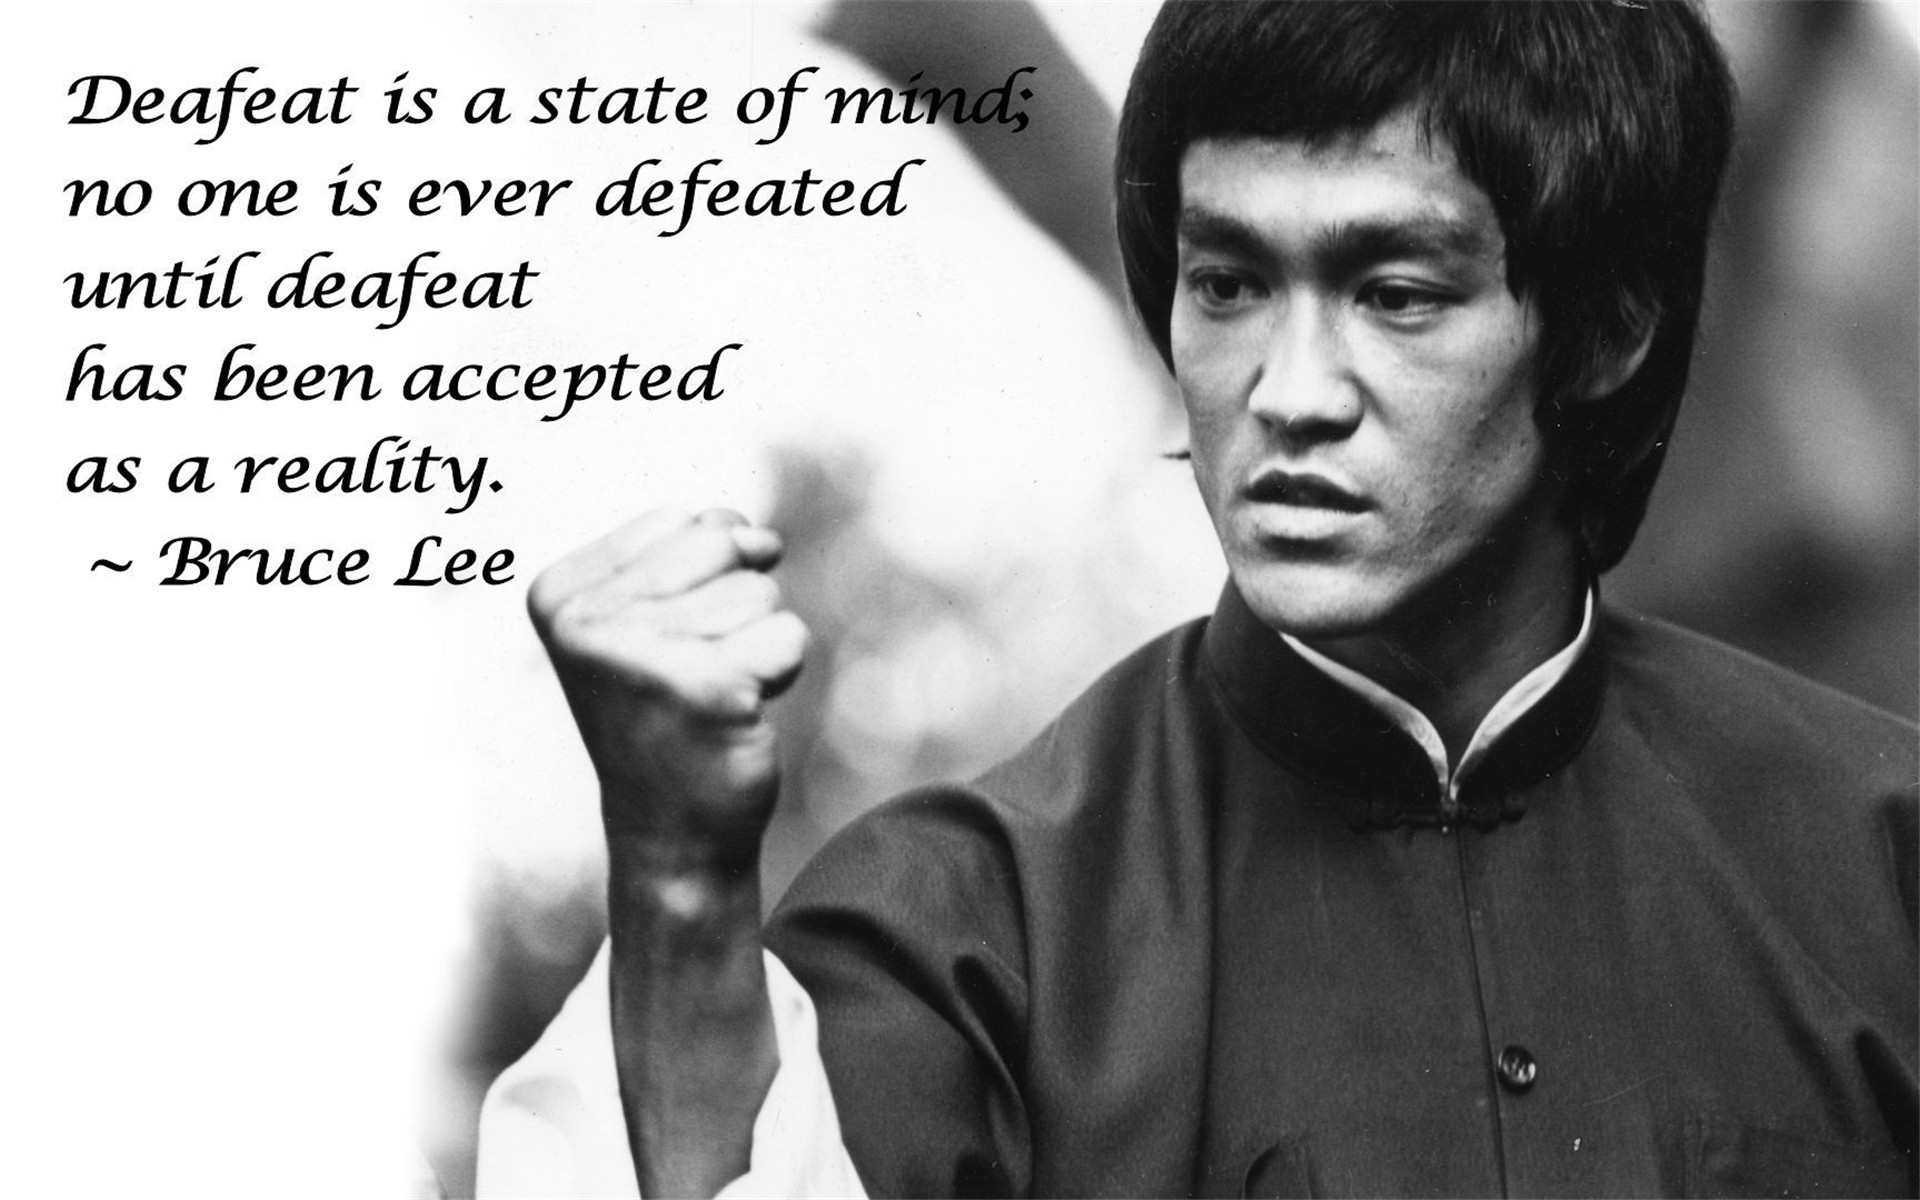 Deafeat is a state of mind;
no one is ever defeated
until deafeat
has been accepted
as a reality.
~ Bruce Lee